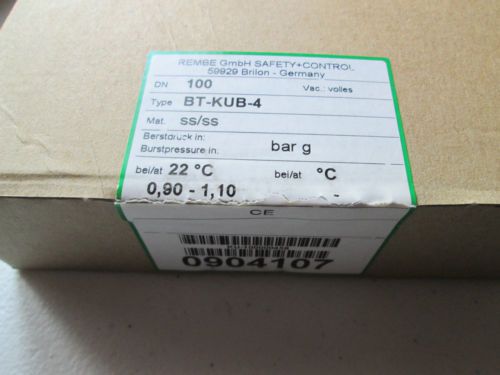 REMBE GmbH SAFETY+CONTROL
59929 Brilon - Germany
DN 100 Vac.: volles
Type BT-KUB-4
Mat. ss/ss
Berstdruck in:
Burstpressure in: bar g
bei/at 22 °C bei/at °C
0,90 - 1,10 -
CE
0904107